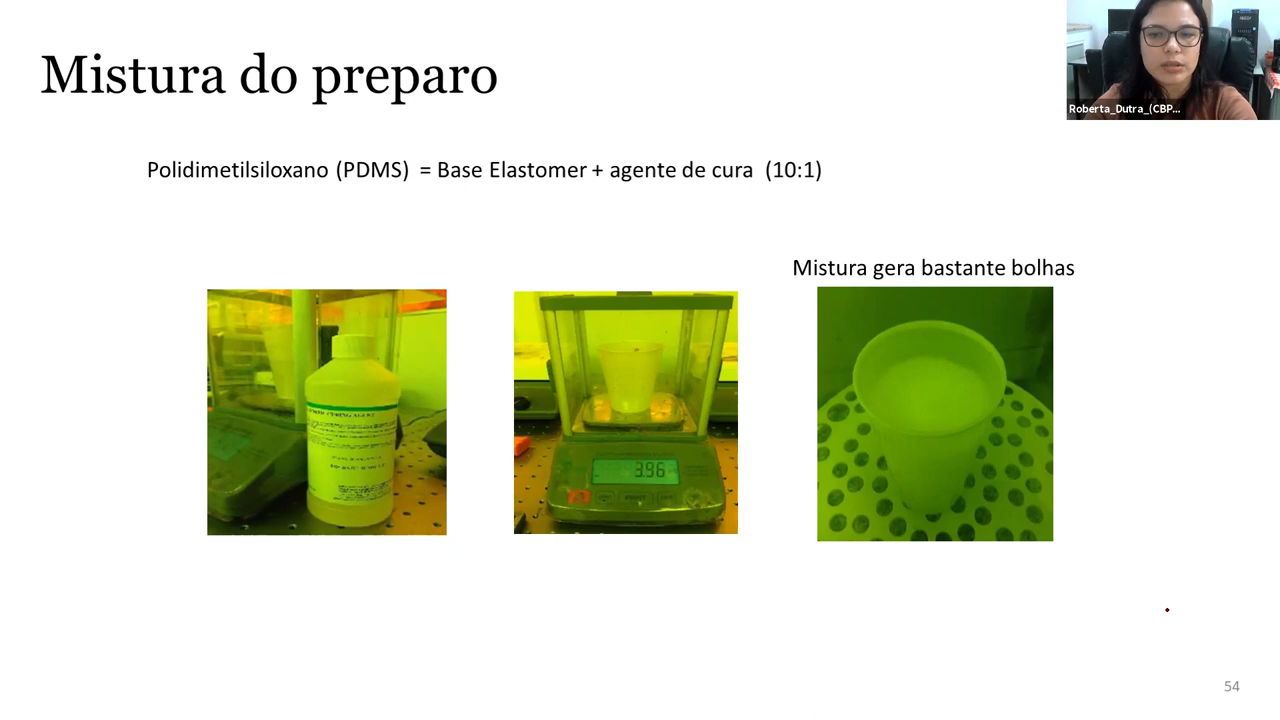 Mistura do preparo
Roberta_Dutra_(CBP...
Polidimetilsiloxano (PDMS) = Base Elastomer + agente de cura (10:1)
Mistura gera bastante bolhas
3.96
54